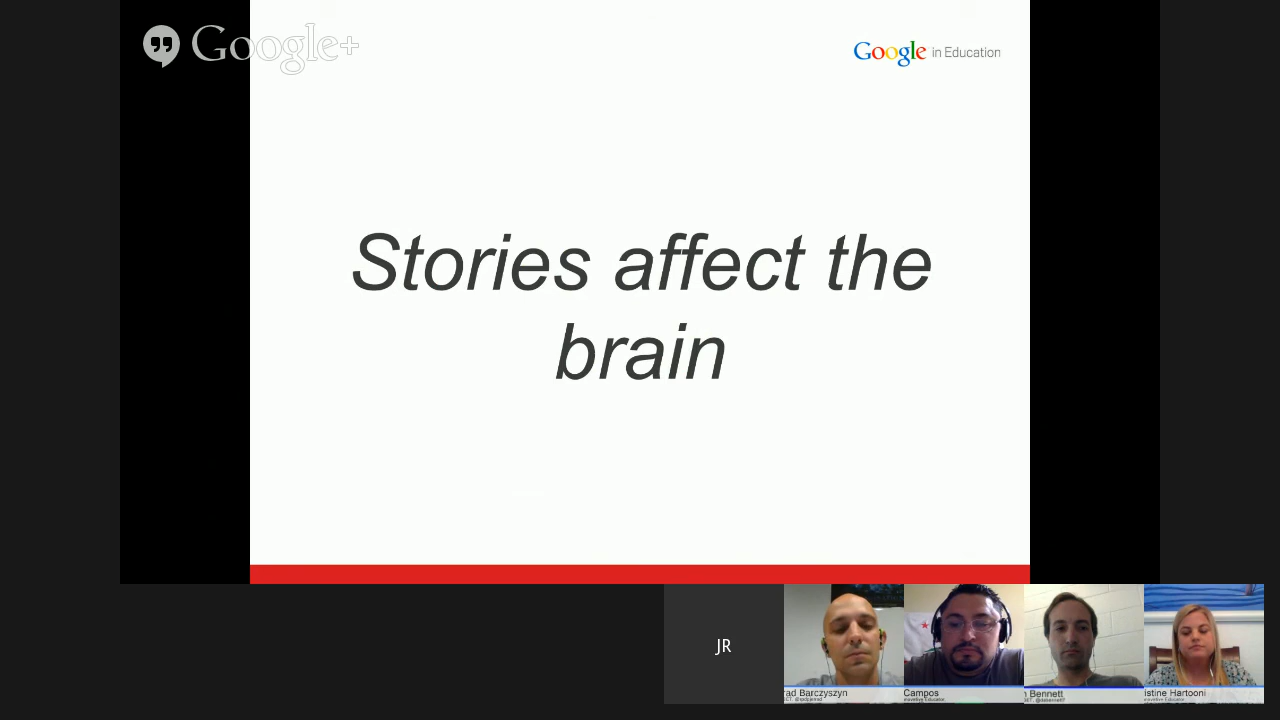 Google+
Google in Education
Stories affect the
brain
JR
rad Barczyszyn
Campos
n Bennett
istine Hartooni